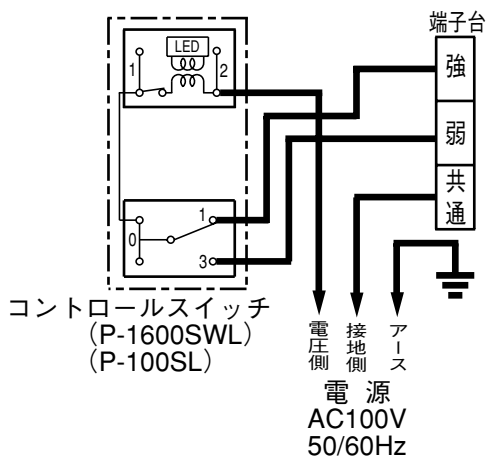 端子台
強
弱
共通
LED
1
2
1
0
3
コントロールスイッチ
（P-1600SWL）
（P-100SL）
電圧側
接地側
アース
電 源
AC100V
50/60Hz